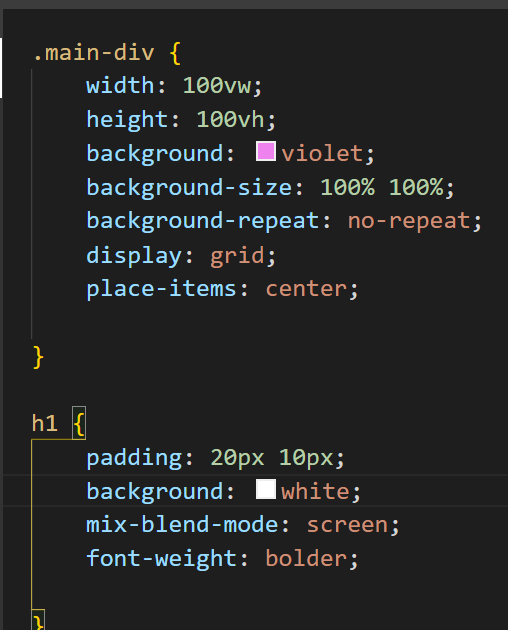 .main-div {
width: 100vw;
height: 100vh;
background: violet;
background-size: 100% 100%;
background-repeat: no-repeat;
display: grid;
place-items: center;
}
h1 {
padding: 20px 10px;
background: white;
mix-blend-mode: screen;
font-weight: bolder;
}